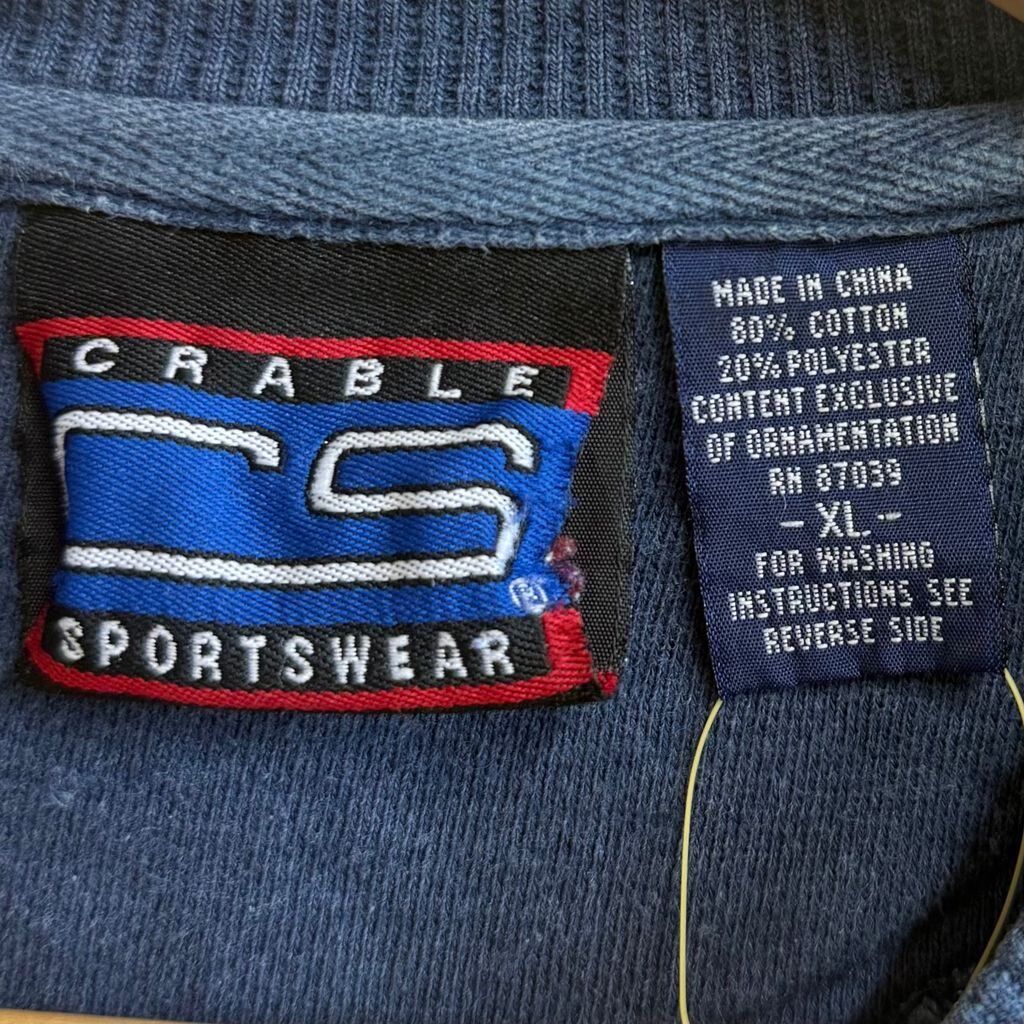 CRABLE
CS
®
SPORTSWEAR
MADE IN CHINA
80% COTTON
20% POLYESTER
CONTENT EXCLUSIVE
OF ORNAMENTATION
RN 87039
- XL -
FOR WASHING
INSTRUCTIONS SEE
REVERSE SIDE